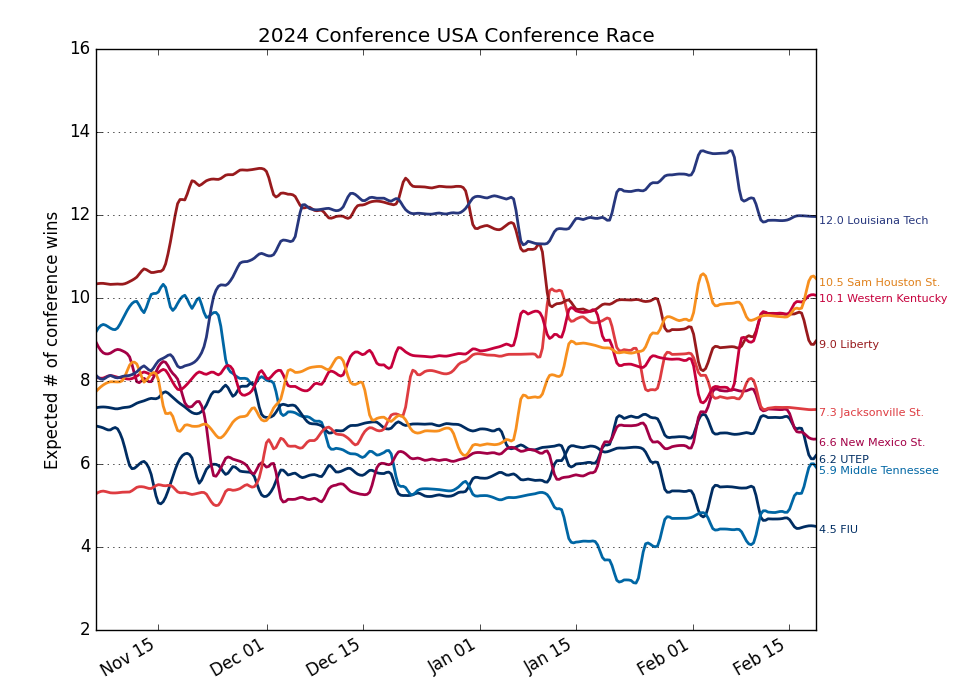 2024 Conference USA Conference Race
Expected # of conference wins
16
14
12
10
8
6
4
2
Nov 15
Dec 01
Dec 15
Jan 01
Jan 15
Feb 01
Feb 15
12.0 Louisiana Tech
10.5 Sam Houston St.
10.1 Western Kentucky
9.0 Liberty
7.3 Jacksonville St.
6.6 New Mexico St.
6.2 UTEP
5.9 Middle Tennessee
4.5 FIU